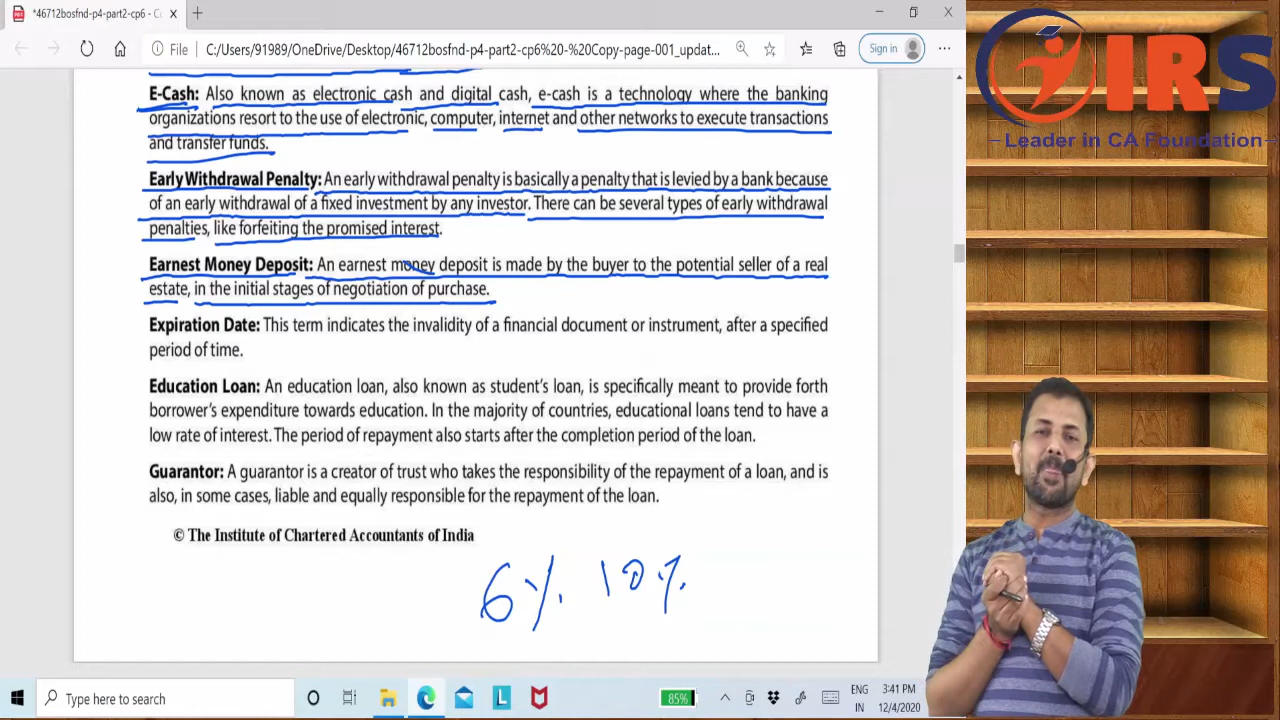 *46712bosfnd-p4-part2-cp6 - C
File C:/Users/91989/OneDrive/Desktop/46712bosfnd-p4-part2-cp6%20-%20Copy-page-001_updat... Sign in
E-Cash: Also known as electronic cash and digital cash, e-cash is a technology where the banking
organizations resort to the use of electronic, computer, internet and other networks to execute transactions
and transfer funds.
Early Withdrawal Penalty: An early withdrawal penalty is basically a penalty that is levied by a bank because
of an early withdrawal of a fixed investment by any investor. There can be several types of early withdrawal
penalties, like forfeiting the promised interest.
Earnest Money Deposit: An earnest money deposit is made by the buyer to the potential seller of a real
estate, in the initial stages of negotiation of purchase.
Expiration Date: This term indicates the invalidity of a financial document or instrument, after a specified
period of time.
Education Loan: An education loan, also known as student's loan, is specifically meant to provide forth
borrower's expenditure towards education. In the majority of countries, educational loans tend to have a
low rate of interest. The period of repayment also starts after the completion period of the loan.
Guarantor: A guarantor is a creator of trust who takes the responsibility of the repayment of a loan, and is
also, in some cases, liable and equally responsible for the repayment of the loan.
© The Institute of Chartered Accountants of India
6% 10%
IRS
Leader in CA Foundation
Type here to search
85%
ENG
IN
3:41 PM
12/4/2020